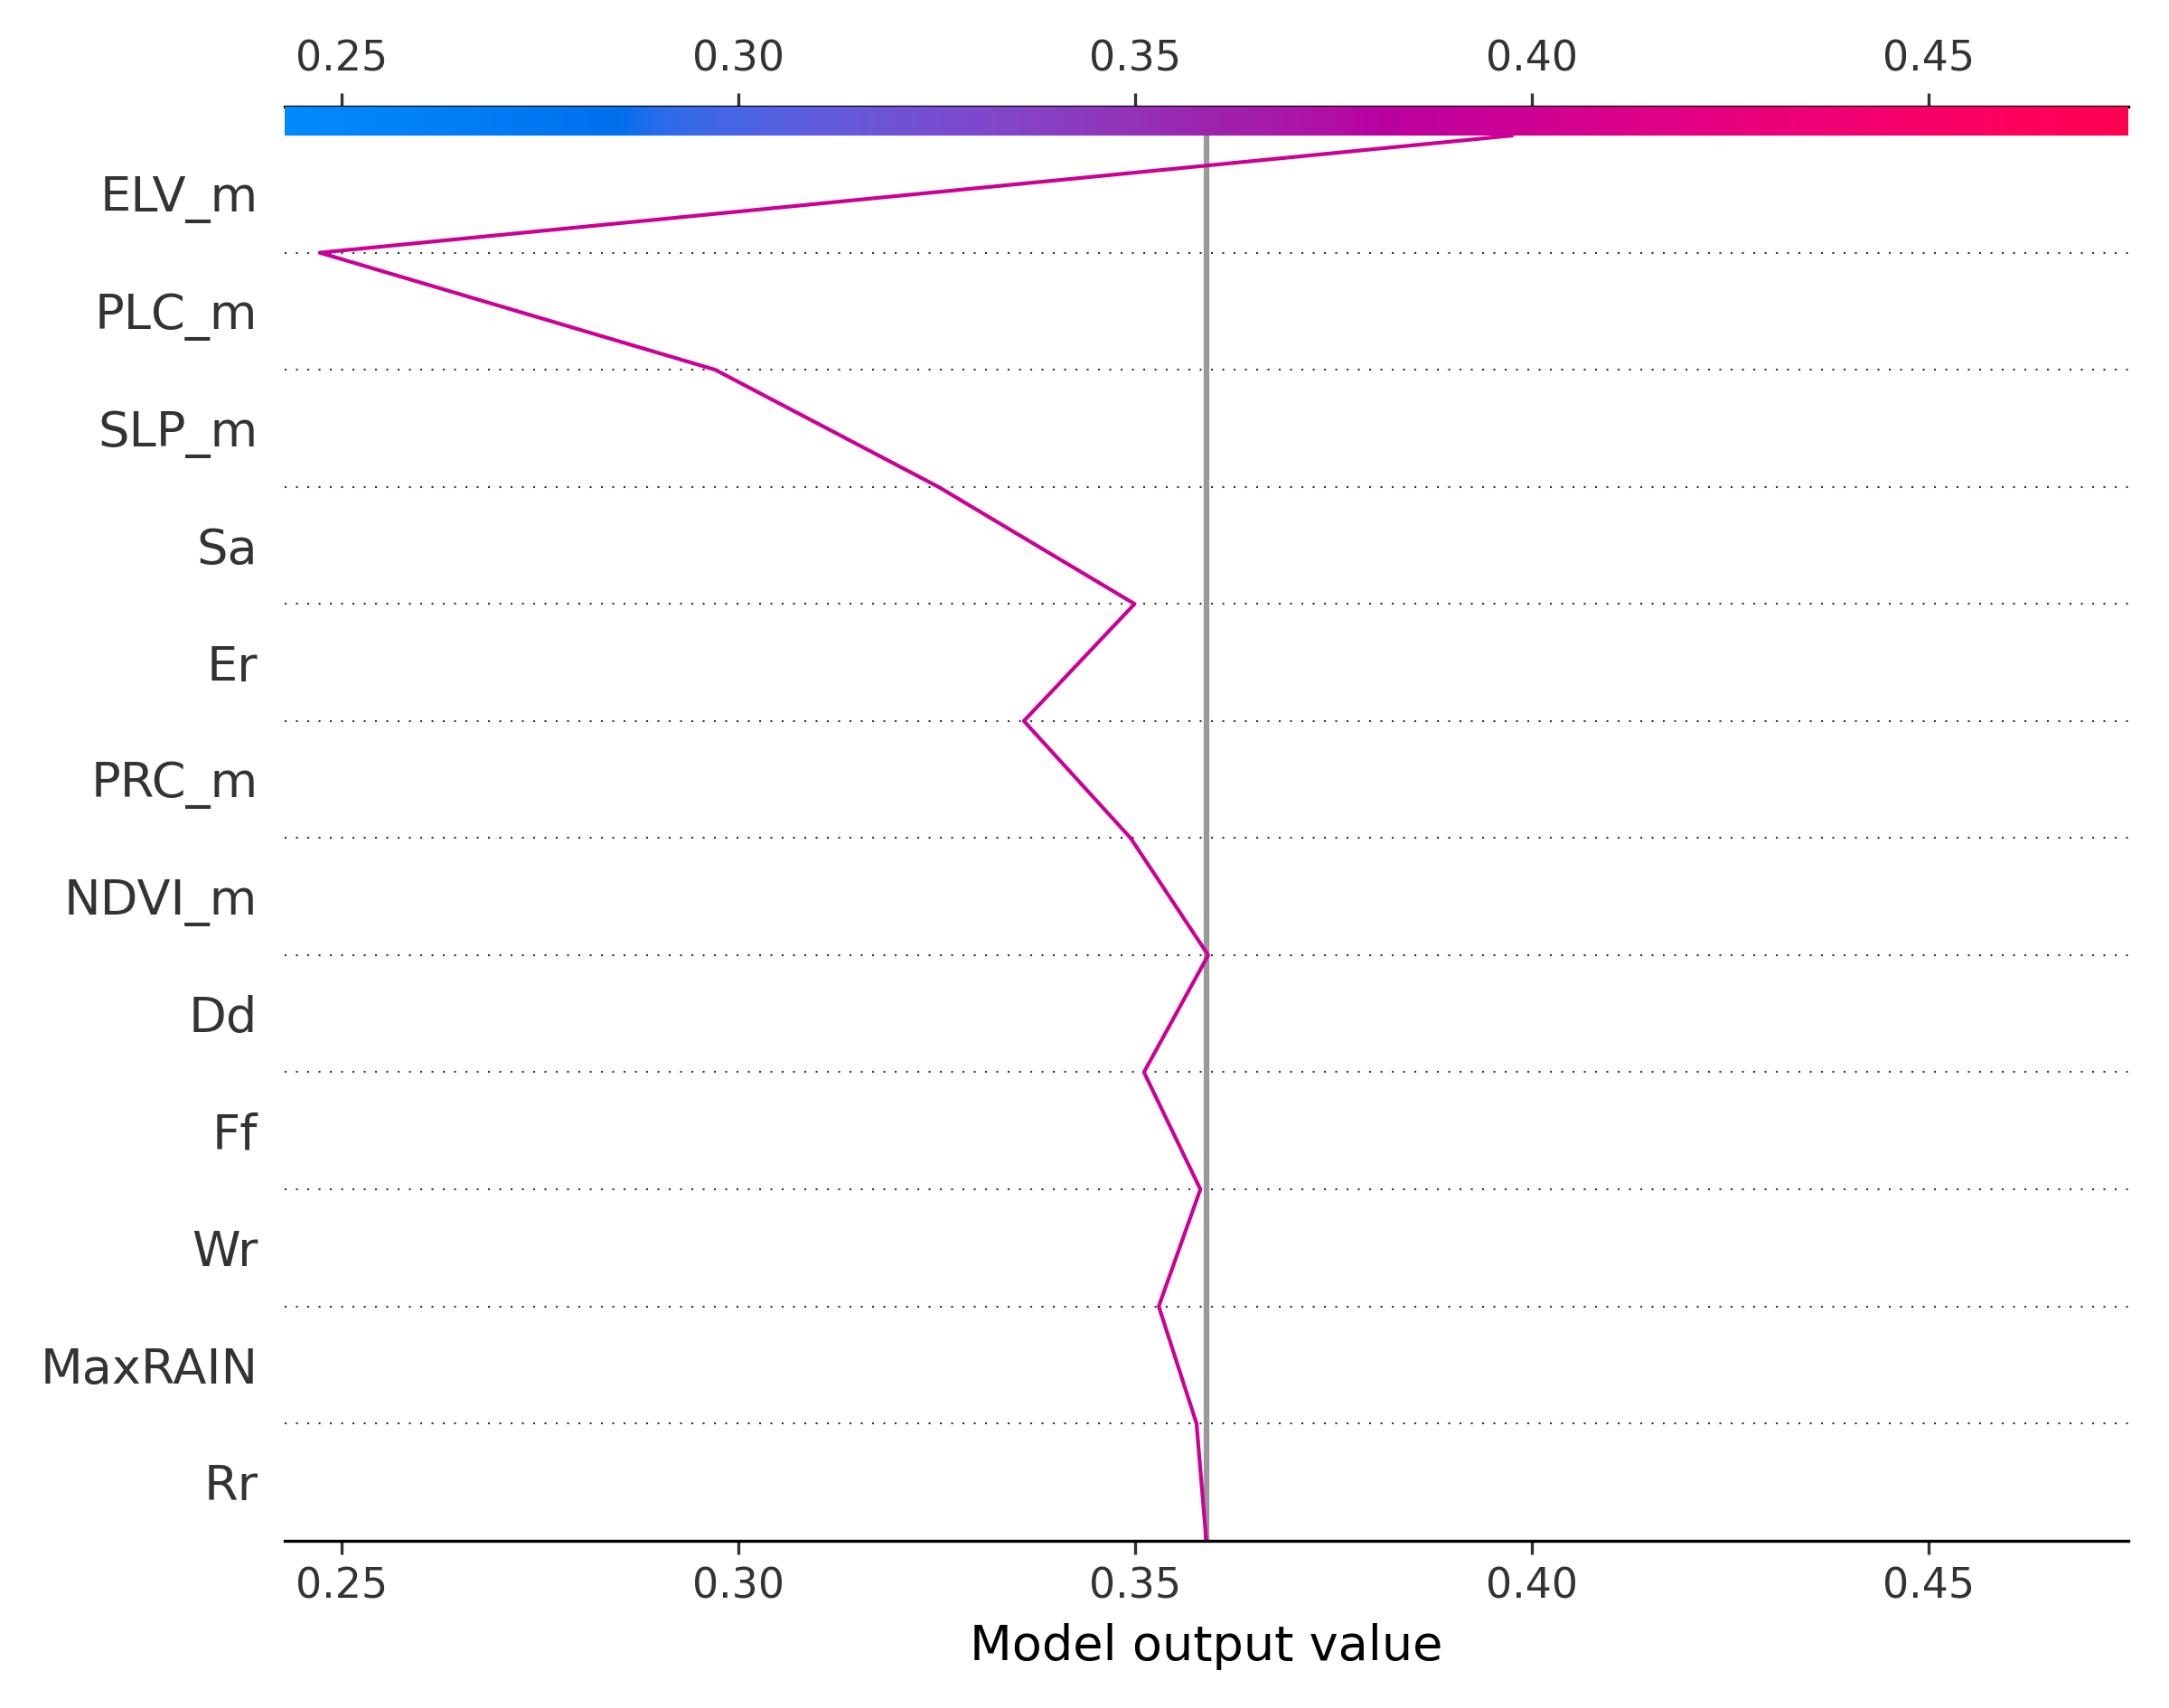 0.25 0.30 0.35 0.40 0.45
ELV_m
PLC_m
SLP_m
Sa
Er
PRC_m
NDVI_m
Dd
Ff
Wr
MaxRAIN
Rr
0.25 0.30 0.35 0.40 0.45
Model output value